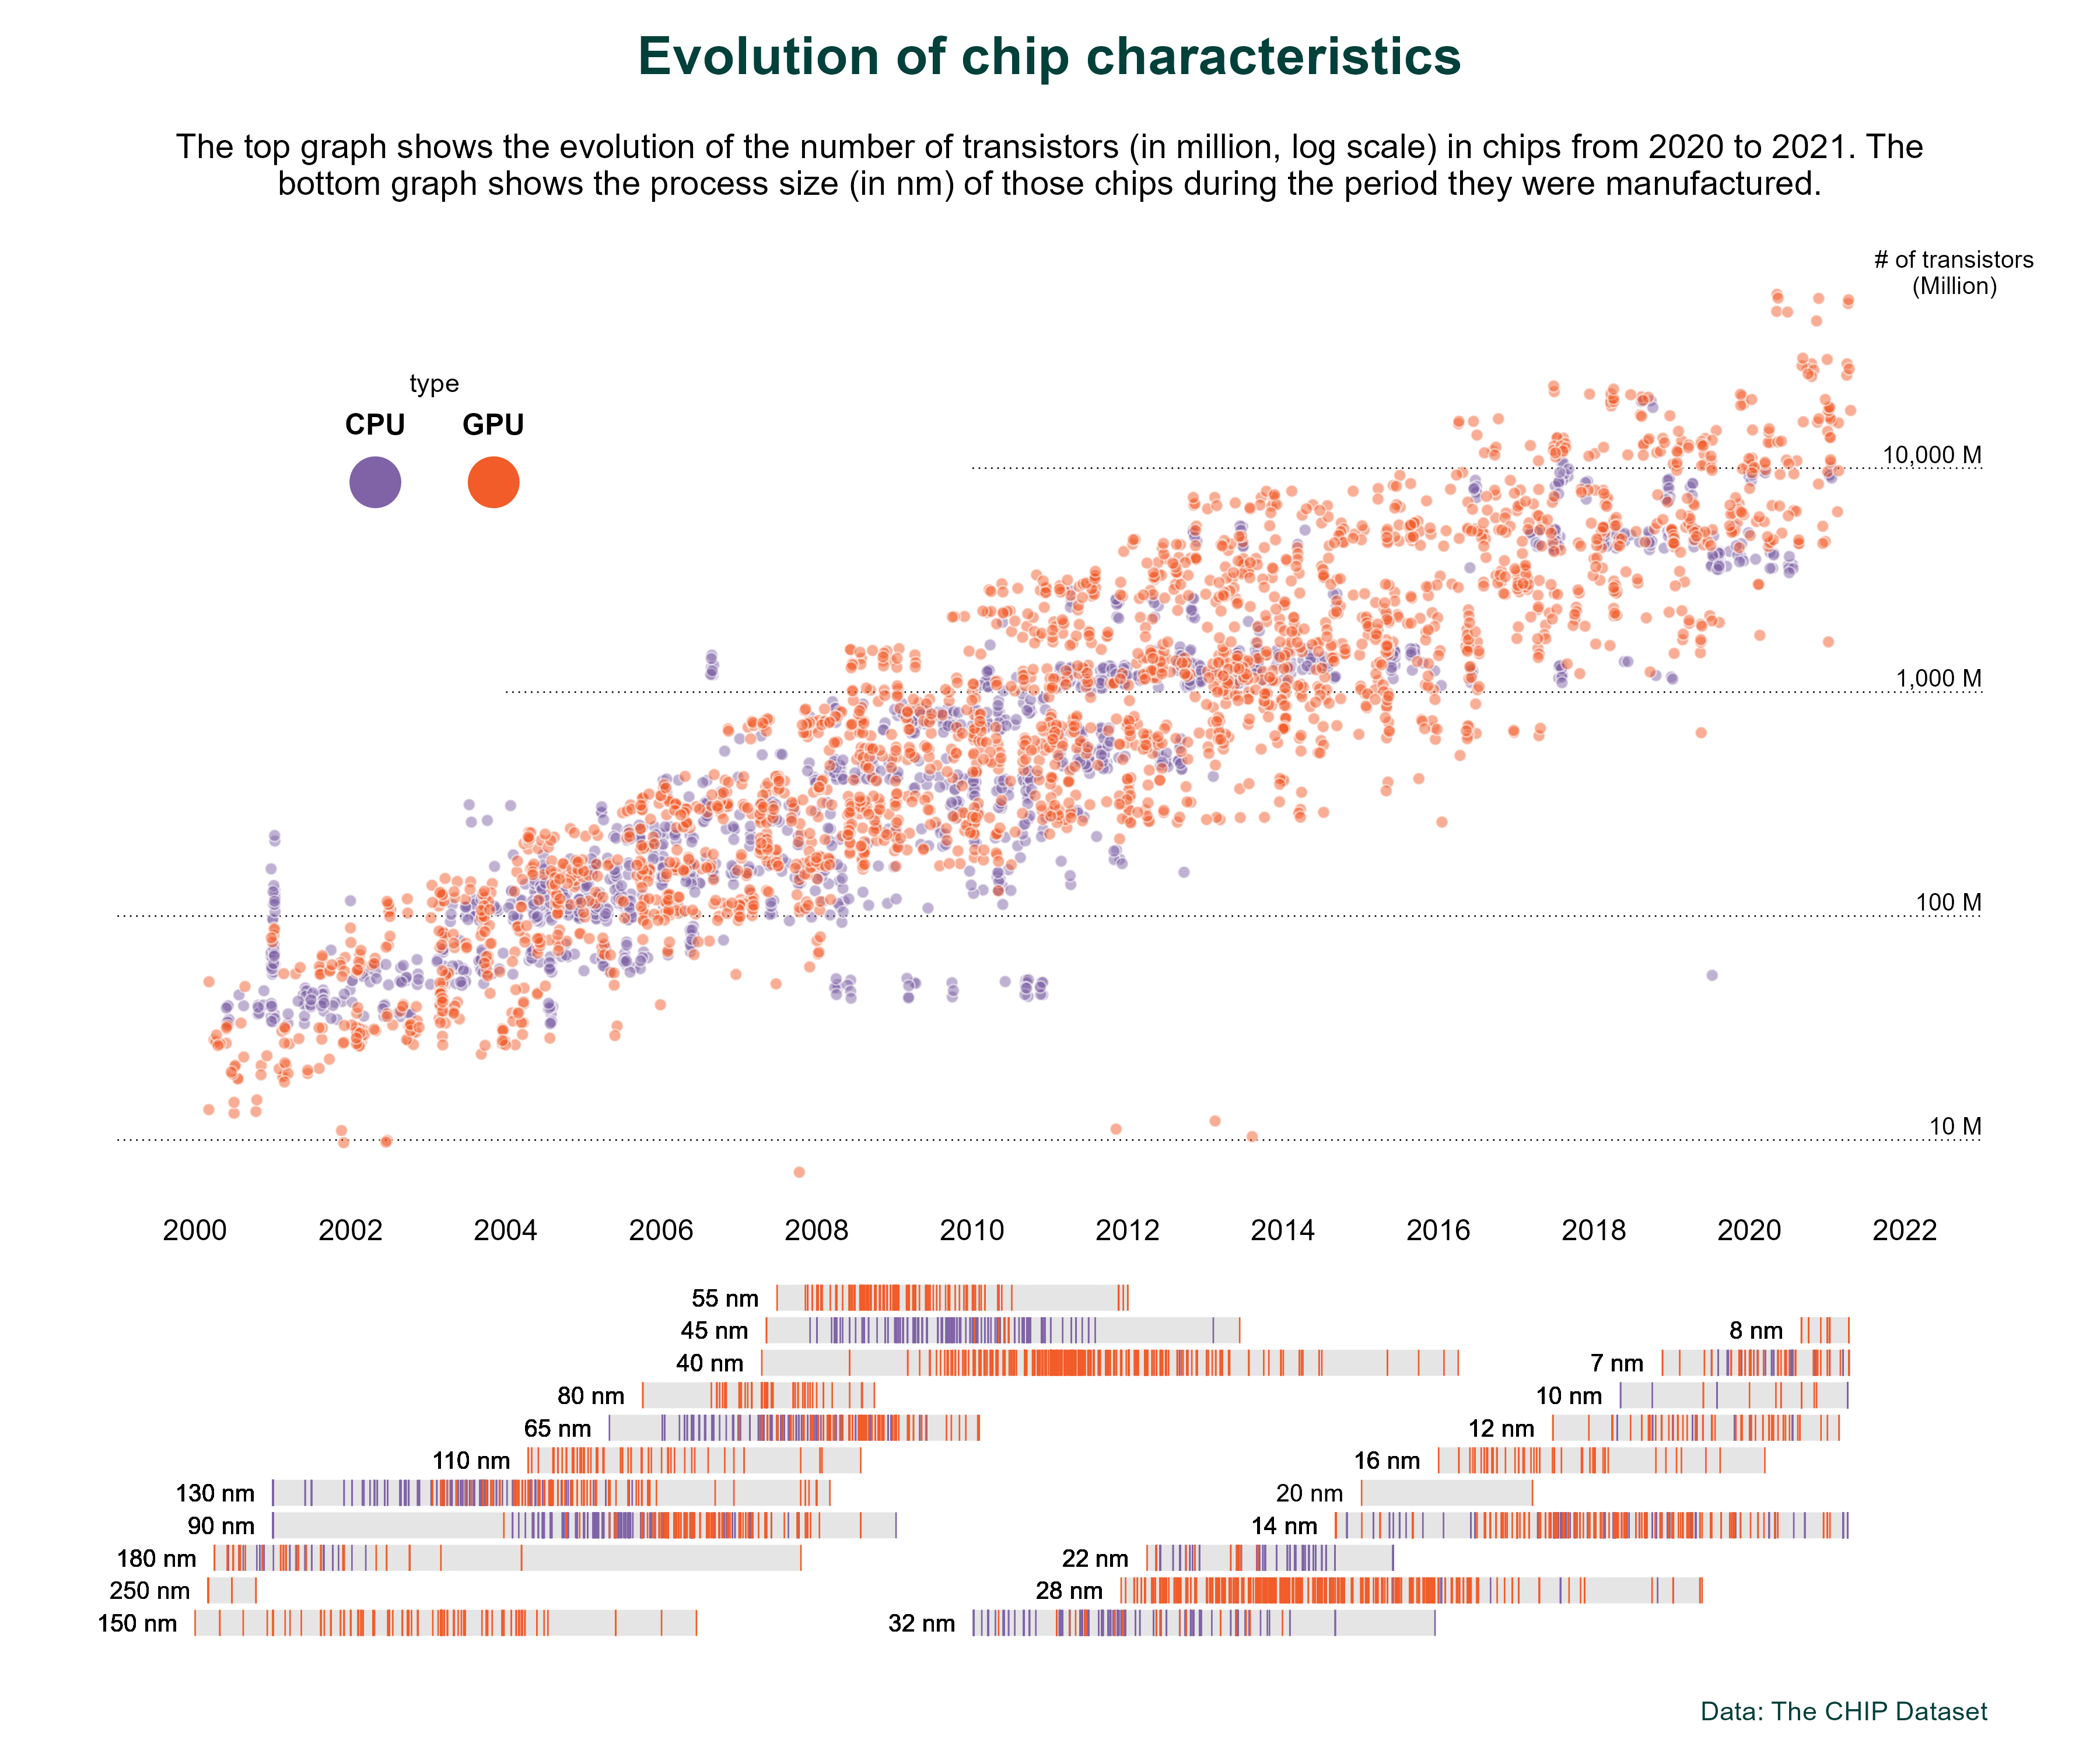 Evolution of chip characteristics
The top graph shows the evolution of the number of transistors (in million, log scale) in chips from 2020 to 2021. The
bottom graph shows the process size (in nm) of those chips during the period they were manufactured.
# of transistors
(Million)
type
CPU GPU
10,000 M
1,000 M
100 M
10 M
2000 2002 2004 2006 2008 2010 2012 2014 2016 2018 2020 2022
55 nm
45 nm 8 nm
40 nm 7 nm
80 nm 10 nm
65 nm 12 nm
110 nm 16 nm
130 nm 20 nm
90 nm 14 nm
180 nm 22 nm
250 nm 28 nm
150 nm 32 nm
Data: The CHIP Dataset